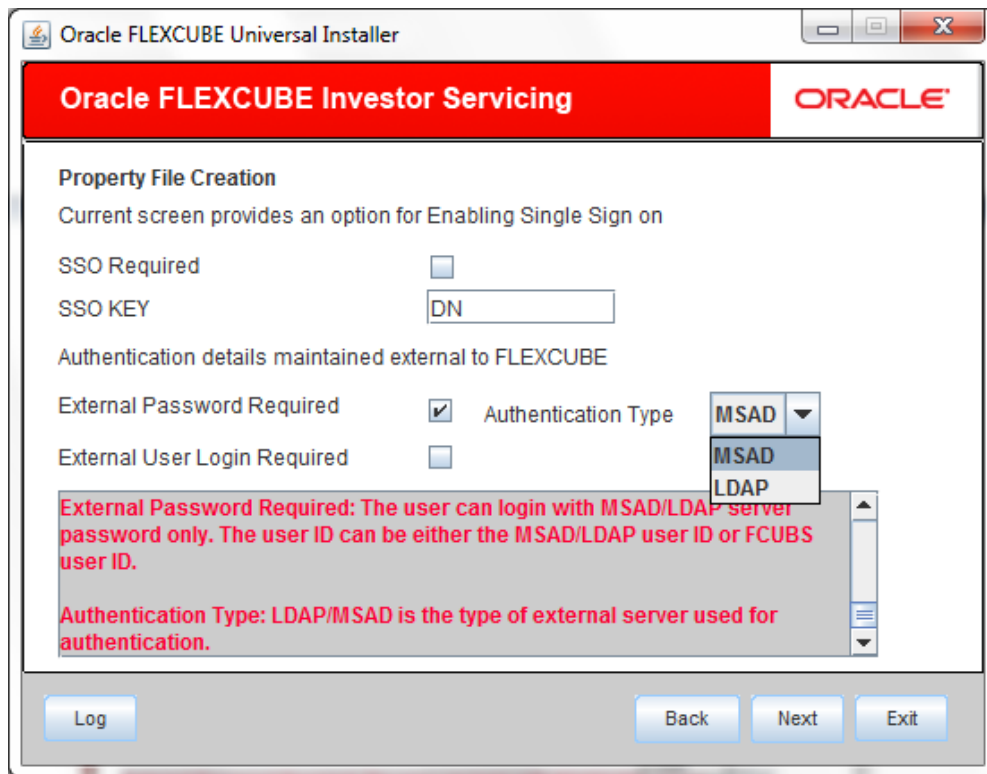 Oracle FLEXCUBE Universal Installer
Oracle FLEXCUBE Investor Servicing
ORACLE
Property File Creation
Current screen provides an option for Enabling Single Sign on
SSO Required
SSO KEY
DN
Authentication details maintained external to FLEXCUBE
External Password Required
Authentication Type
MSAD
External User Login Required
MSAD
LDAP
External Password Required: The user can login with MSAD/LDAP server
password only. The user ID can be either the MSAD/LDAP user ID or FCUBS
user ID.
Authentication Type: LDAP/MSAD is the type of external server used for
authentication.
Log
Back
Next
Exit